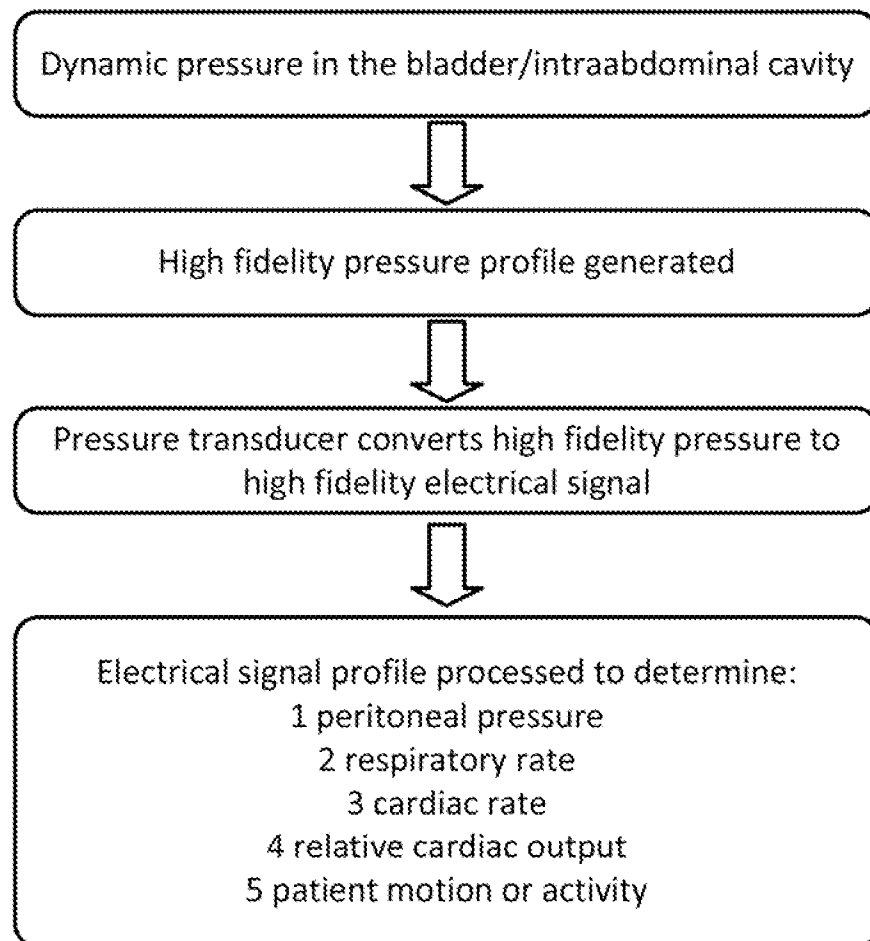 Dynamic pressure in the bladder/intraabdominal cavity
High fidelity pressure profile generated
Pressure transducer converts high fidelity pressure to
high fidelity electrical signal
Electrical signal profile processed to determine:
1 peritoneal pressure
2 respiratory rate
3 cardiac rate
4 relative cardiac output
5 patient motion or activity